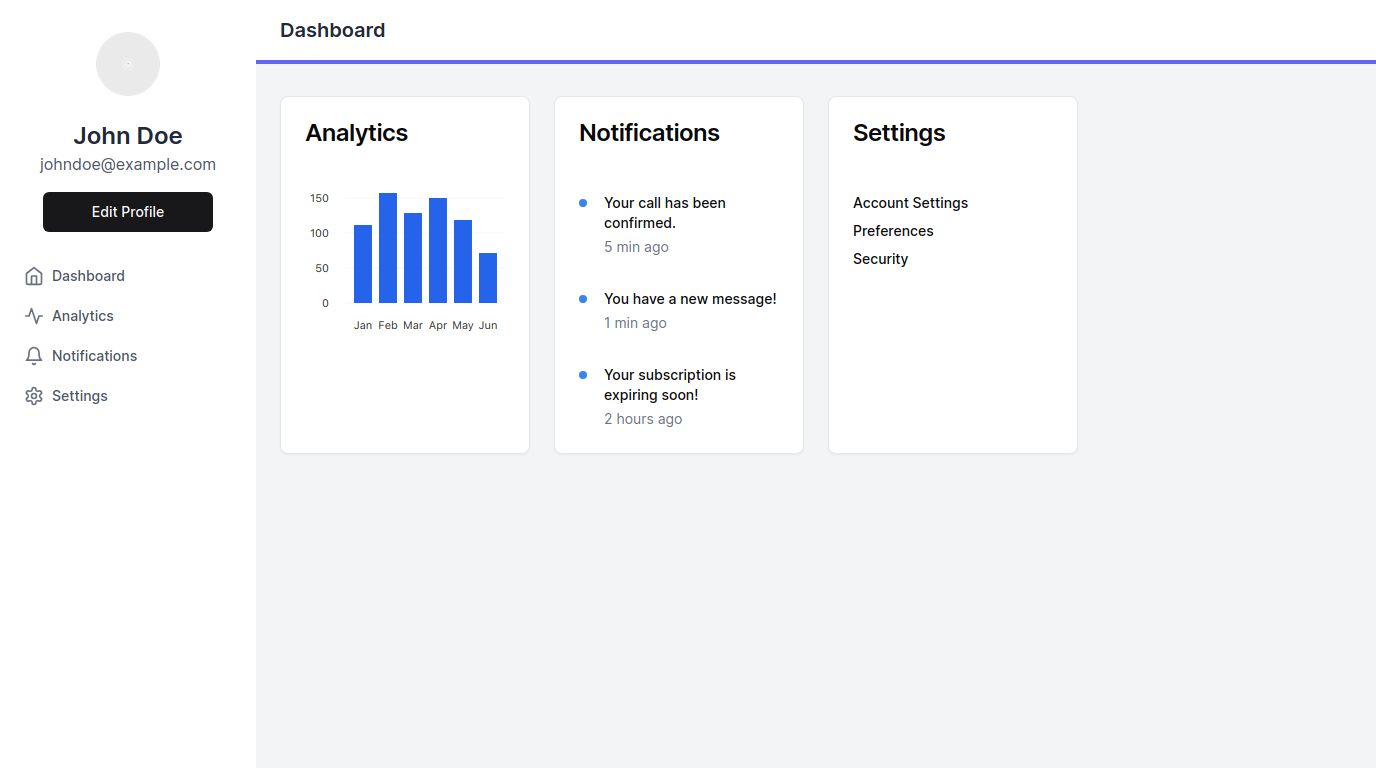 John Doe
johndoe@example.com
Edit Profile
Dashboard
Analytics
Notifications
Settings
Dashboard
Analytics
150
100
50
0
Jan Feb Mar Apr May Jun
Notifications
Your call has been
confirmed.
5 min ago
You have a new message!
1 min ago
Your subscription is
expiring soon!
2 hours ago
Settings
Account Settings
Preferences
Security